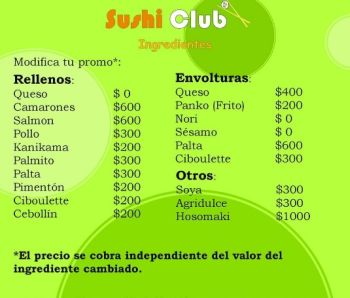 Sushi Club
Ingredientes
Modifica tu promo*:
Rellenos:
Queso $ 0
Camarones $600
Salmon $600
Pollo $300
Kanikama $200
Palmito $300
Palta $300
Pimentón $200
Ciboulette $200
Cebollín $200
Envolturas:
Queso $400
Panko (Frito) $200
Nori $ 0
Sésamo $ 0
Palta $600
Ciboulette $300
Otros:
Soya $300
Agridulce $300
Hosomaki $1000
*El precio se cobra independiente del valor del
ingrediente cambiado.